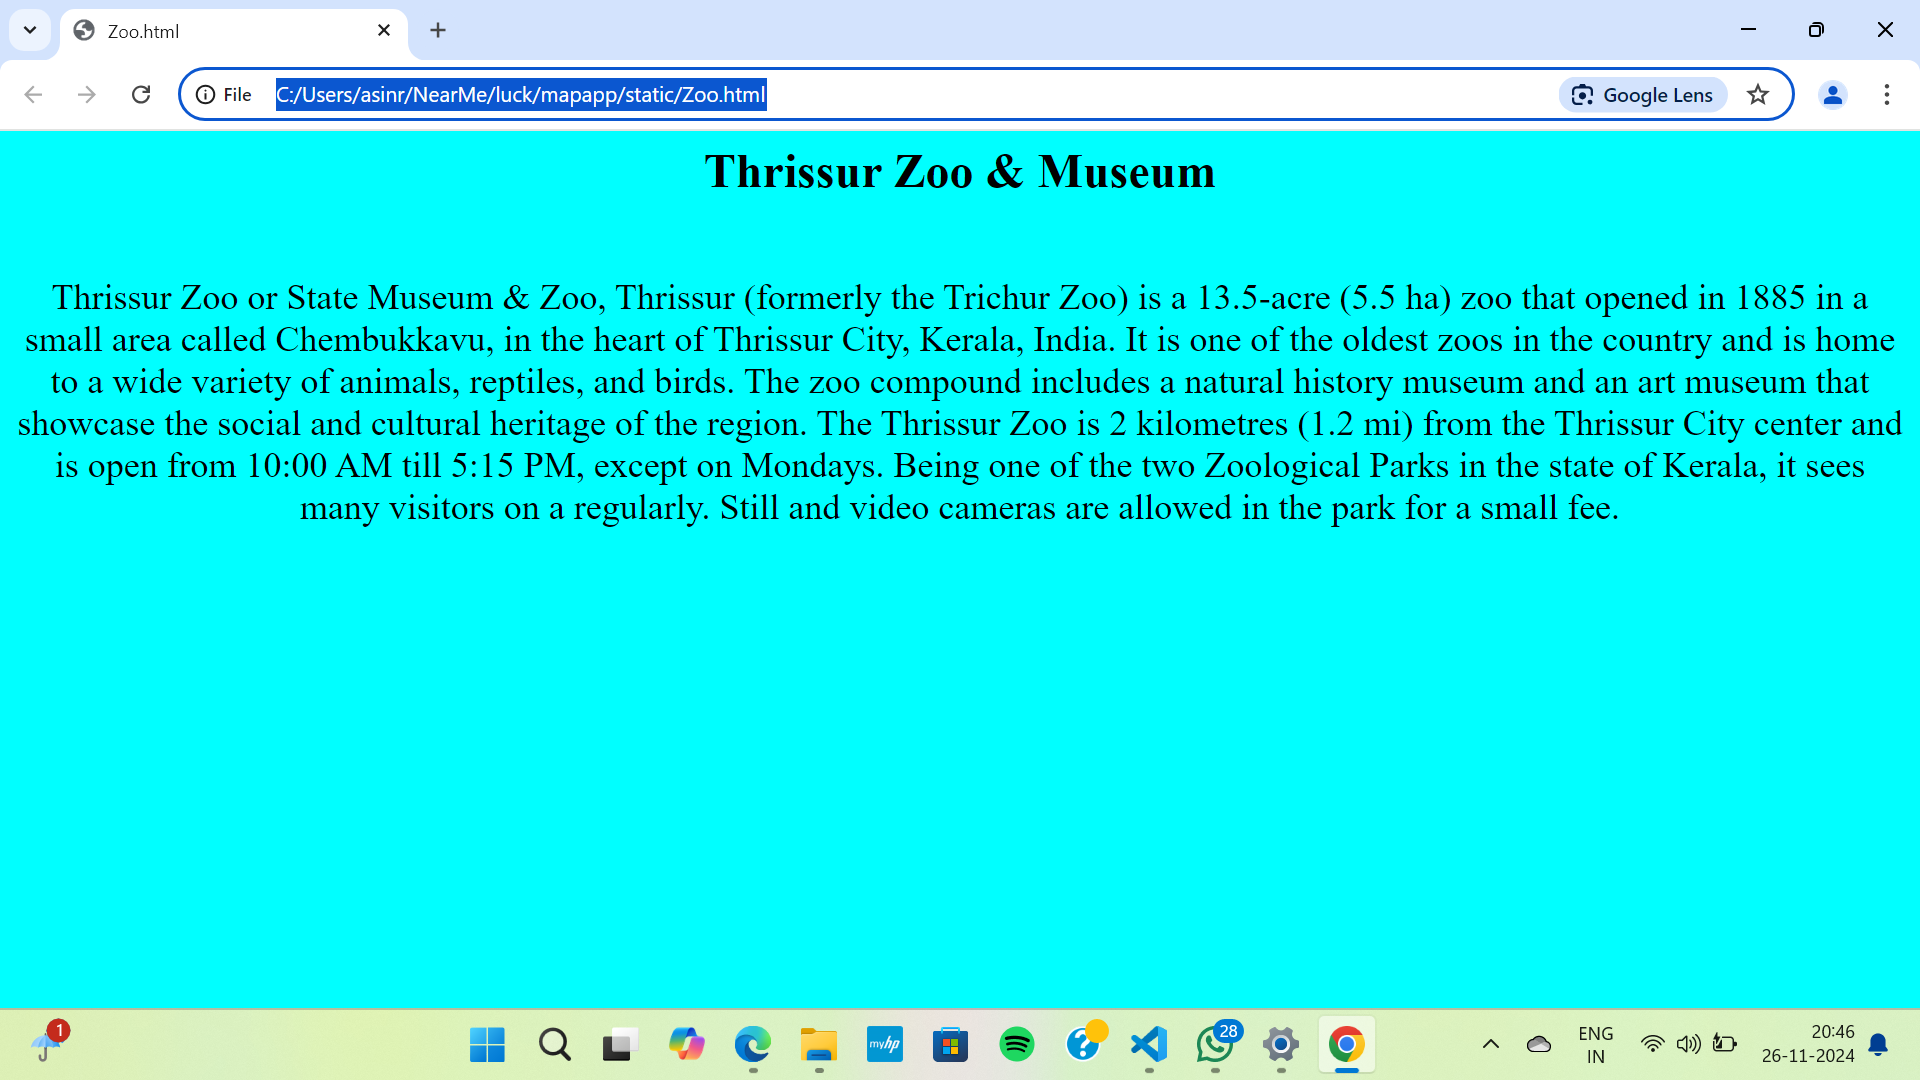 Zoo.html
File C:/Users/asinr/NearMe/luck/mapapp/static/Zoo.html Google Lens
Thrissur Zoo & Museum
Thrissur Zoo or State Museum & Zoo, Thrissur (formerly the Trichur Zoo) is a 13.5-acre (5.5 ha) zoo that opened in 1885 in a
small area called Chembukkavu, in the heart of Thrissur City, Kerala, India. It is one of the oldest zoos in the country and is home
to a wide variety of animals, reptiles, and birds. The zoo compound includes a natural history museum and an art museum that
showcase the social and cultural heritage of the region. The Thrissur Zoo is 2 kilometres (1.2 mi) from the Thrissur City center and
is open from 10:00 AM till 5:15 PM, except on Mondays. Being one of the two Zoological Parks in the state of Kerala, it sees
many visitors on a regularly. Still and video cameras are allowed in the park for a small fee.
1
myhp
28
ENG
IN
20:46
26-11-2024